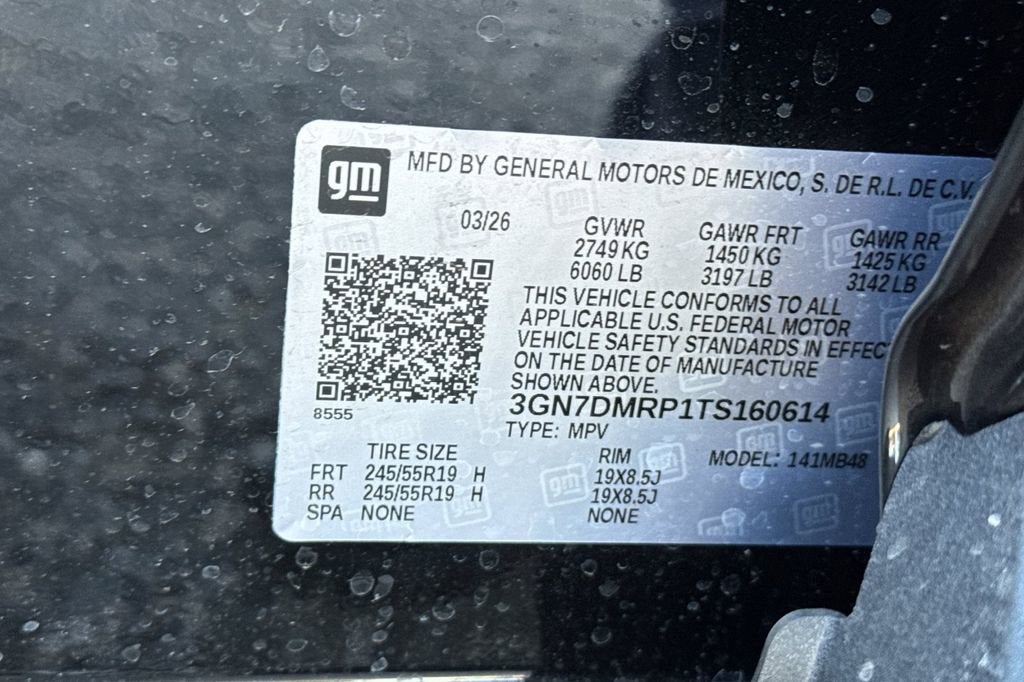 gm
MFD BY GENERAL MOTORS DE MEXICO, S. DE R.L. DE C.V.
03/26
GVWR GAWR FRT GAWR RR
2749 KG 1450 KG 1425 KG
6060 LB 3197 LB 3142 LB
THIS VEHICLE CONFORMS TO ALL
APPLICABLE U.S. FEDERAL MOTOR
VEHICLE SAFETY STANDARDS IN EFFEC
ON THE DATE OF MANUFACTURE
SHOWN ABOVE.
8555
3GN7DMRP1TS160614
TYPE: MPV
TIRE SIZE RIM MODEL: 141MB48
FRT 245/55R19 H 19X8.5J
RR 245/55R19 H 19X8.5J
SPA NONE NONE